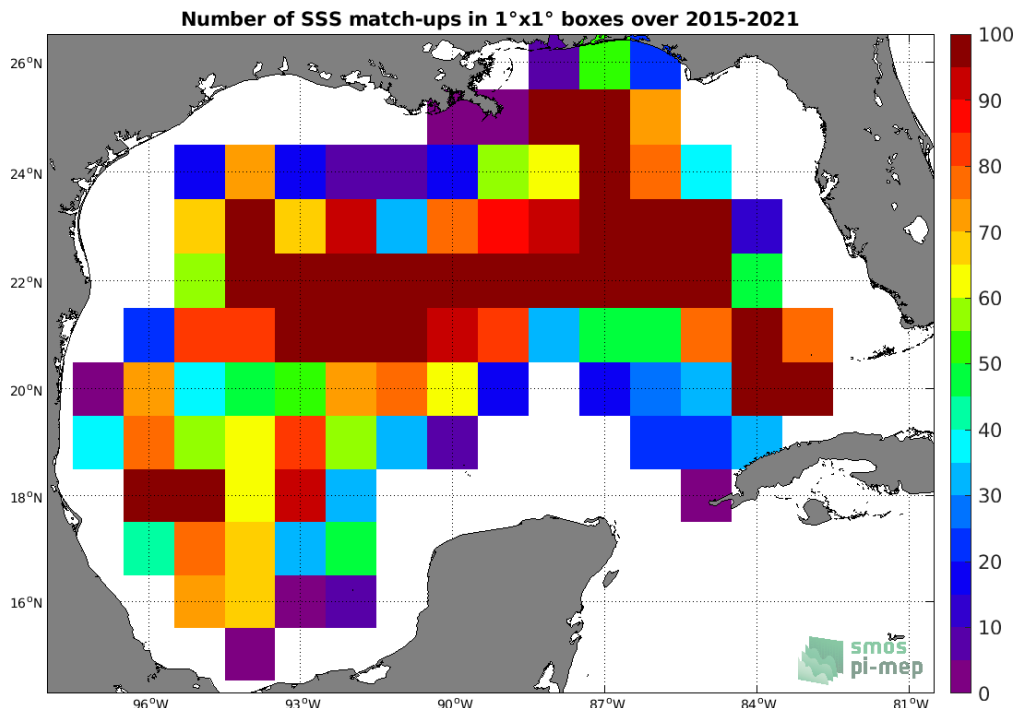 Number of SSS match-ups in 1°x1° boxes over 2015-2021
26°N
24°N
22°N
20°N
18°N
16°N
96°W
93°W
90°W
87°W
84°W
81°W
100
90
80
70
60
50
40
30
20
10
0
smos
pi-mep